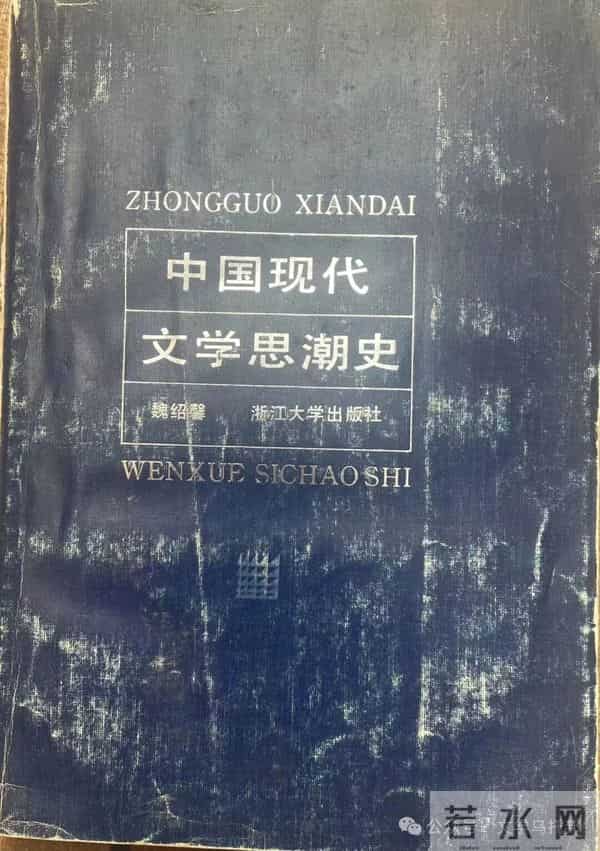 ZHONGGUO XIANDAI
中国现代
文学思潮史
魏绍馨 浙江大学出版社
WENXUE SICHAO SHI
若水网